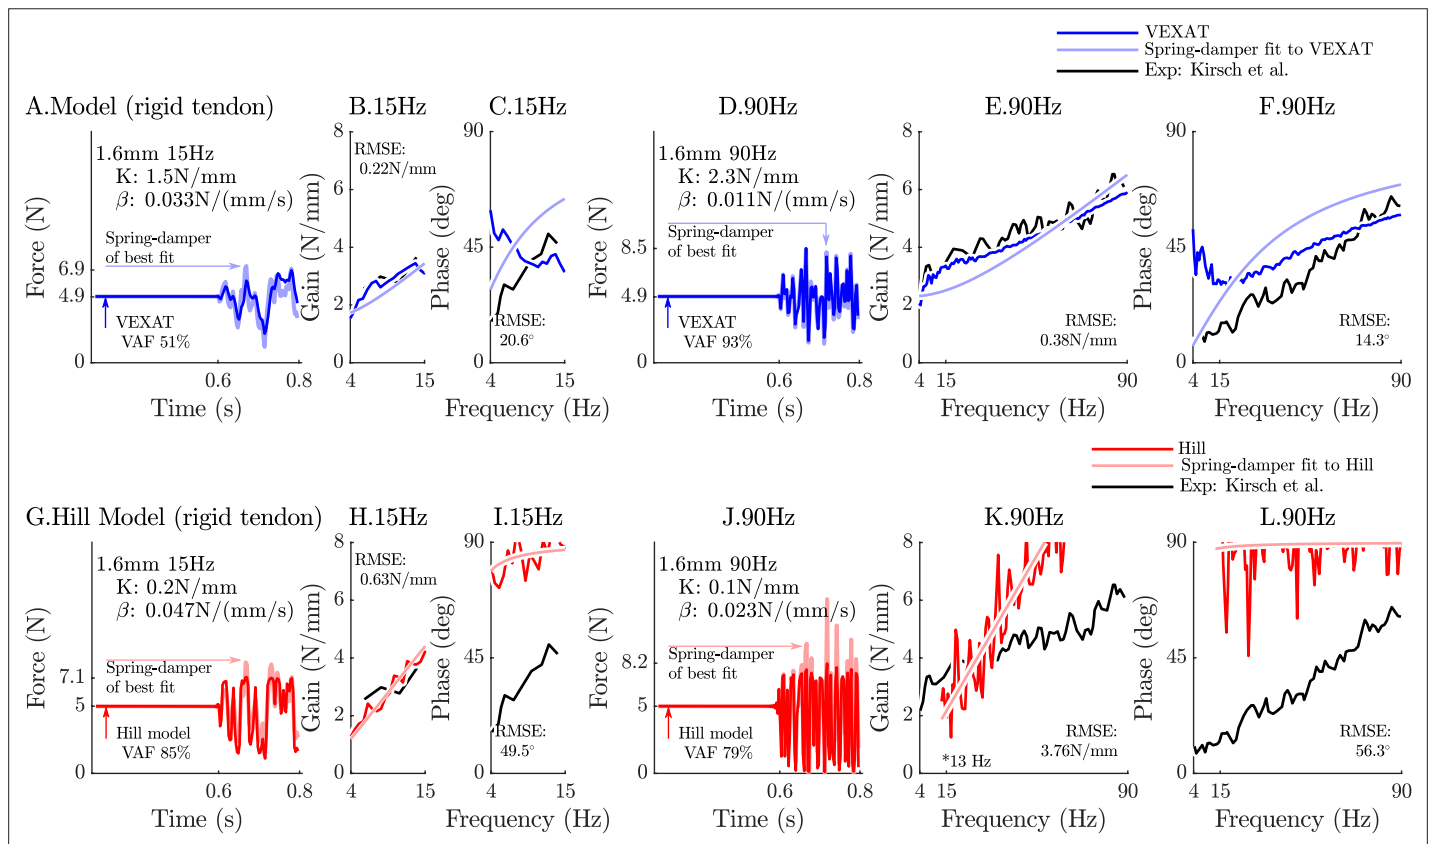 VEXAT
Spring-damper fit to VEXAT
Exp: Kirsch et al.
A.Model (rigid tendon)
B.15Hz
C.15Hz
D.90Hz
E.90Hz
F.90Hz
1.6mm 15Hz
K: 1.5N/mm
β: 0.033N/(mm/s)
Spring-damper
of best fit
VEXAT
VAF 51%
Force (N)
6.9
4.9
0
0.6
0.8
Time (s)
RMSE:
0.22N/mm
Gain (N/mm)
8
6
4
2
0
4
15
Phase (deg)
90
45
0
RMSE:
20.6°
4
15
Frequency (Hz)
1.6mm 90Hz
K: 2.3N/mm
β: 0.011N/(mm/s)
Spring-damper
of best fit
VEXAT
VAF 93%
Force (N)
8.5
4.9
0
0.6
0.8
Time (s)
Gain (N/mm)
8
6
4
2
0
RMSE:
0.38N/mm
4 15
90
Frequency (Hz)
Phase (deg)
90
45
0
RMSE:
14.3°
4 15
90
Frequency (Hz)
Hill
Spring-damper fit to Hill
Exp: Kirsch et al.
G.Hill Model (rigid tendon)
H.15Hz
I.15Hz
J.90Hz
K.90Hz
L.90Hz
1.6mm 15Hz
K: 0.2N/mm
β: 0.047N/(mm/s)
Spring-damper
of best fit
Hill model
VAF 85%
Force (N)
7.1
5
0
0.6
0.8
Time (s)
RMSE:
0.63N/mm
Gain (N/mm)
8
6
4
2
0
4
15
Phase (deg)
90
45
0
RMSE:
49.5°
4
15
Frequency (Hz)
1.6mm 90Hz
K: 0.1N/mm
β: 0.023N/(mm/s)
Spring-damper
of best fit
Hill model
VAF 79%
Force (N)
8.2
5
0
0.6
0.8
Time (s)
Gain (N/mm)
8
6
4
2
0
*13 Hz
RMSE:
3.76N/mm
4 15
90
Frequency (Hz)
Phase (deg)
90
45
0
RMSE:
56.3°
4 15
90
Frequency (Hz)